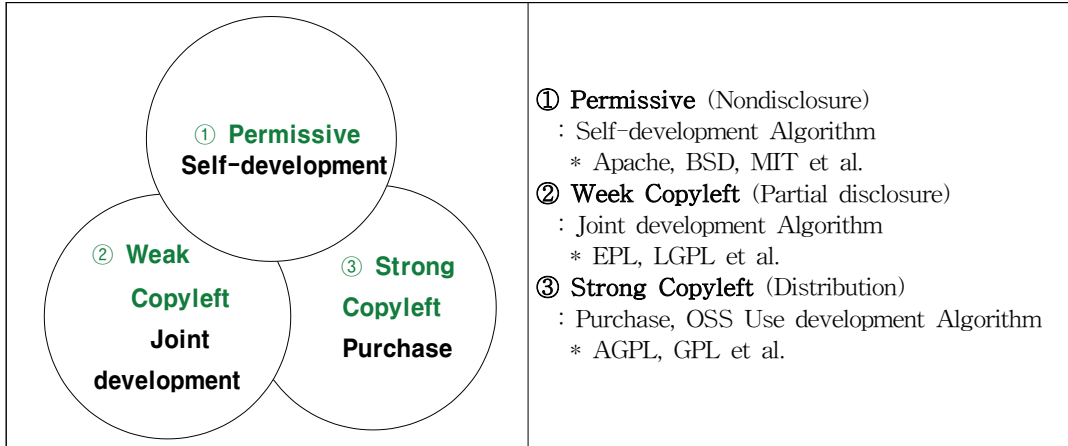 ① Permissive
Self-development
② Weak
Copyleft
Joint
development
③ Strong
Copyleft
Purchase
① Permissive (Nondisclosure)
: Self-development Algorithm
* Apache, BSD, MIT et al.
② Week Copyleft (Partial disclosure)
: Joint development Algorithm
* EPL, LGPL et al.
③ Strong Copyleft (Distribution)
: Purchase, OSS Use development Algorithm
* AGPL, GPL et al.